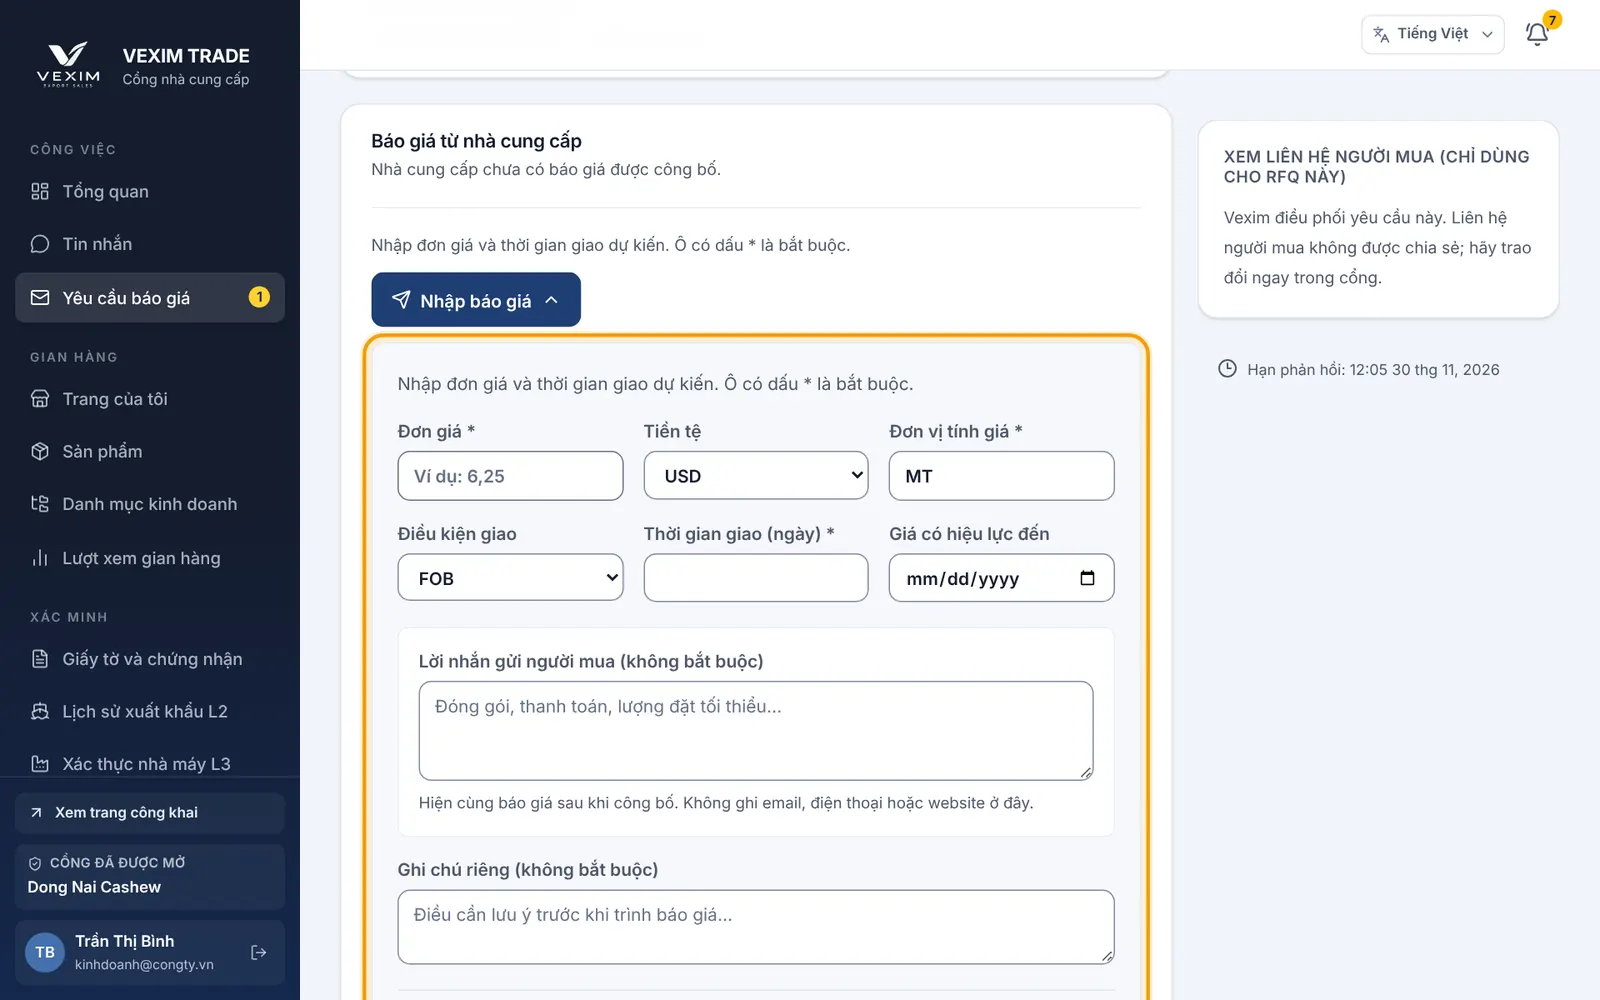 VEXIM
EXPORT SALES
VEXIM TRADE
Cổng nhà cung cấp
CÔNG VIỆC
Tổng quan
Tin nhắn
Yêu cầu báo giá
1
GIAN HÀNG
Trang của tôi
Sản phẩm
Danh mục kinh doanh
Lượt xem gian hàng
XÁC MINH
Giấy tờ và chứng nhận
Lịch sử xuất khẩu L2
Xác thực nhà máy L3
Xem trang công khai
CỔNG ĐÃ ĐƯỢC MỞ
Dong Nai Cashew
TB
Trần Thị Bình
kinhdoanh@congty.vn
Tiếng Việt
7
Báo giá từ nhà cung cấp
Nhà cung cấp chưa có báo giá được công bố.
Nhập đơn giá và thời gian giao dự kiến. Ô có dấu * là bắt buộc.
Nhập báo giá
Nhập đơn giá và thời gian giao dự kiến. Ô có dấu * là bắt buộc.
Đơn giá *
Tiền tệ
Đơn vị tính giá *
Ví dụ: 6,25
USD
MT
Điều kiện giao
Thời gian giao (ngày) *
Giá có hiệu lực đến
FOB
mm/dd/yyyy
Lời nhắn gửi người mua (không bắt buộc)
Đóng gói, thanh toán, lượng đặt tối thiểu...
Hiện cùng báo giá sau khi công bố. Không ghi email, điện thoại hoặc website ở đây.
Ghi chú riêng (không bắt buộc)
Điều cần lưu ý trước khi trình báo giá...
XEM LIÊN HỆ NGƯỜI MUA (CHỈ DÙNG
CHO RFQ NÀY)
Vexim điều phối yêu cầu này. Liên hệ
người mua không được chia sẻ; hãy trao
đổi ngay trong cổng.
Hạn phản hồi: 12:05 30 thg 11, 2026